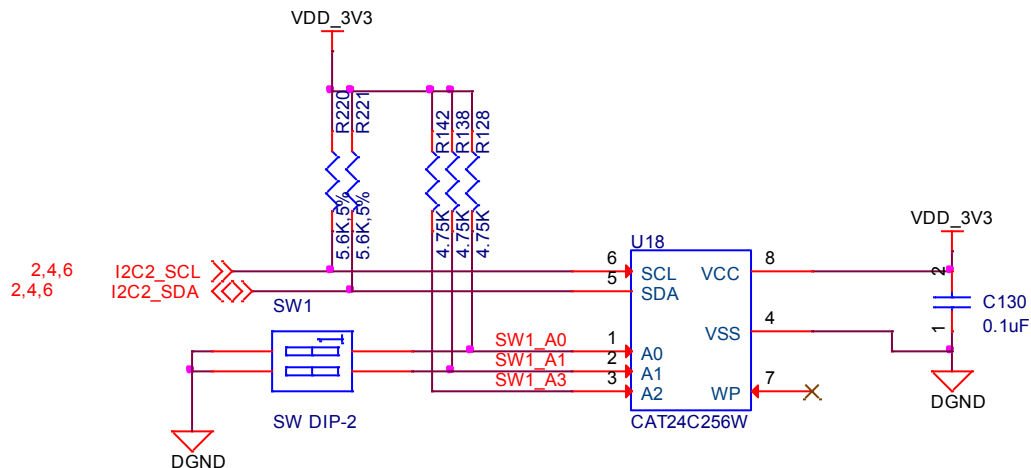 VDD_3V3
R220
R221
R142
R138
R128
5.6K,5%
5.6K,5%
4.75K
4.75K
4.75K
VDD_3V3
U18
2,4,6 I2C2_SCL
6 SCL VCC 8
2,4,6 I2C2_SDA
5 SDA
2
C130
0.1uF
1
SW1
VSS 4
1
SW1_A0 1 A0
SW1_A1 2 A1
SW1_A3 3 A2
WP 7
SW DIP-2
CAT24C256W
DGND
DGND